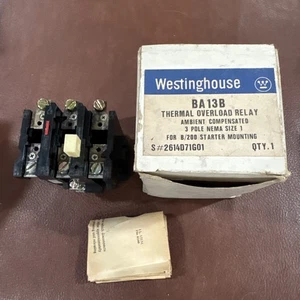 Westinghouse
BA13B
THERMAL OVERLOAD RELAY
AMBIENT COMPENSATED
3 POLE NEMA SIZE 1
FOR B/200 STARTER MOUNTING
S#2614D71G01 QTY. 1